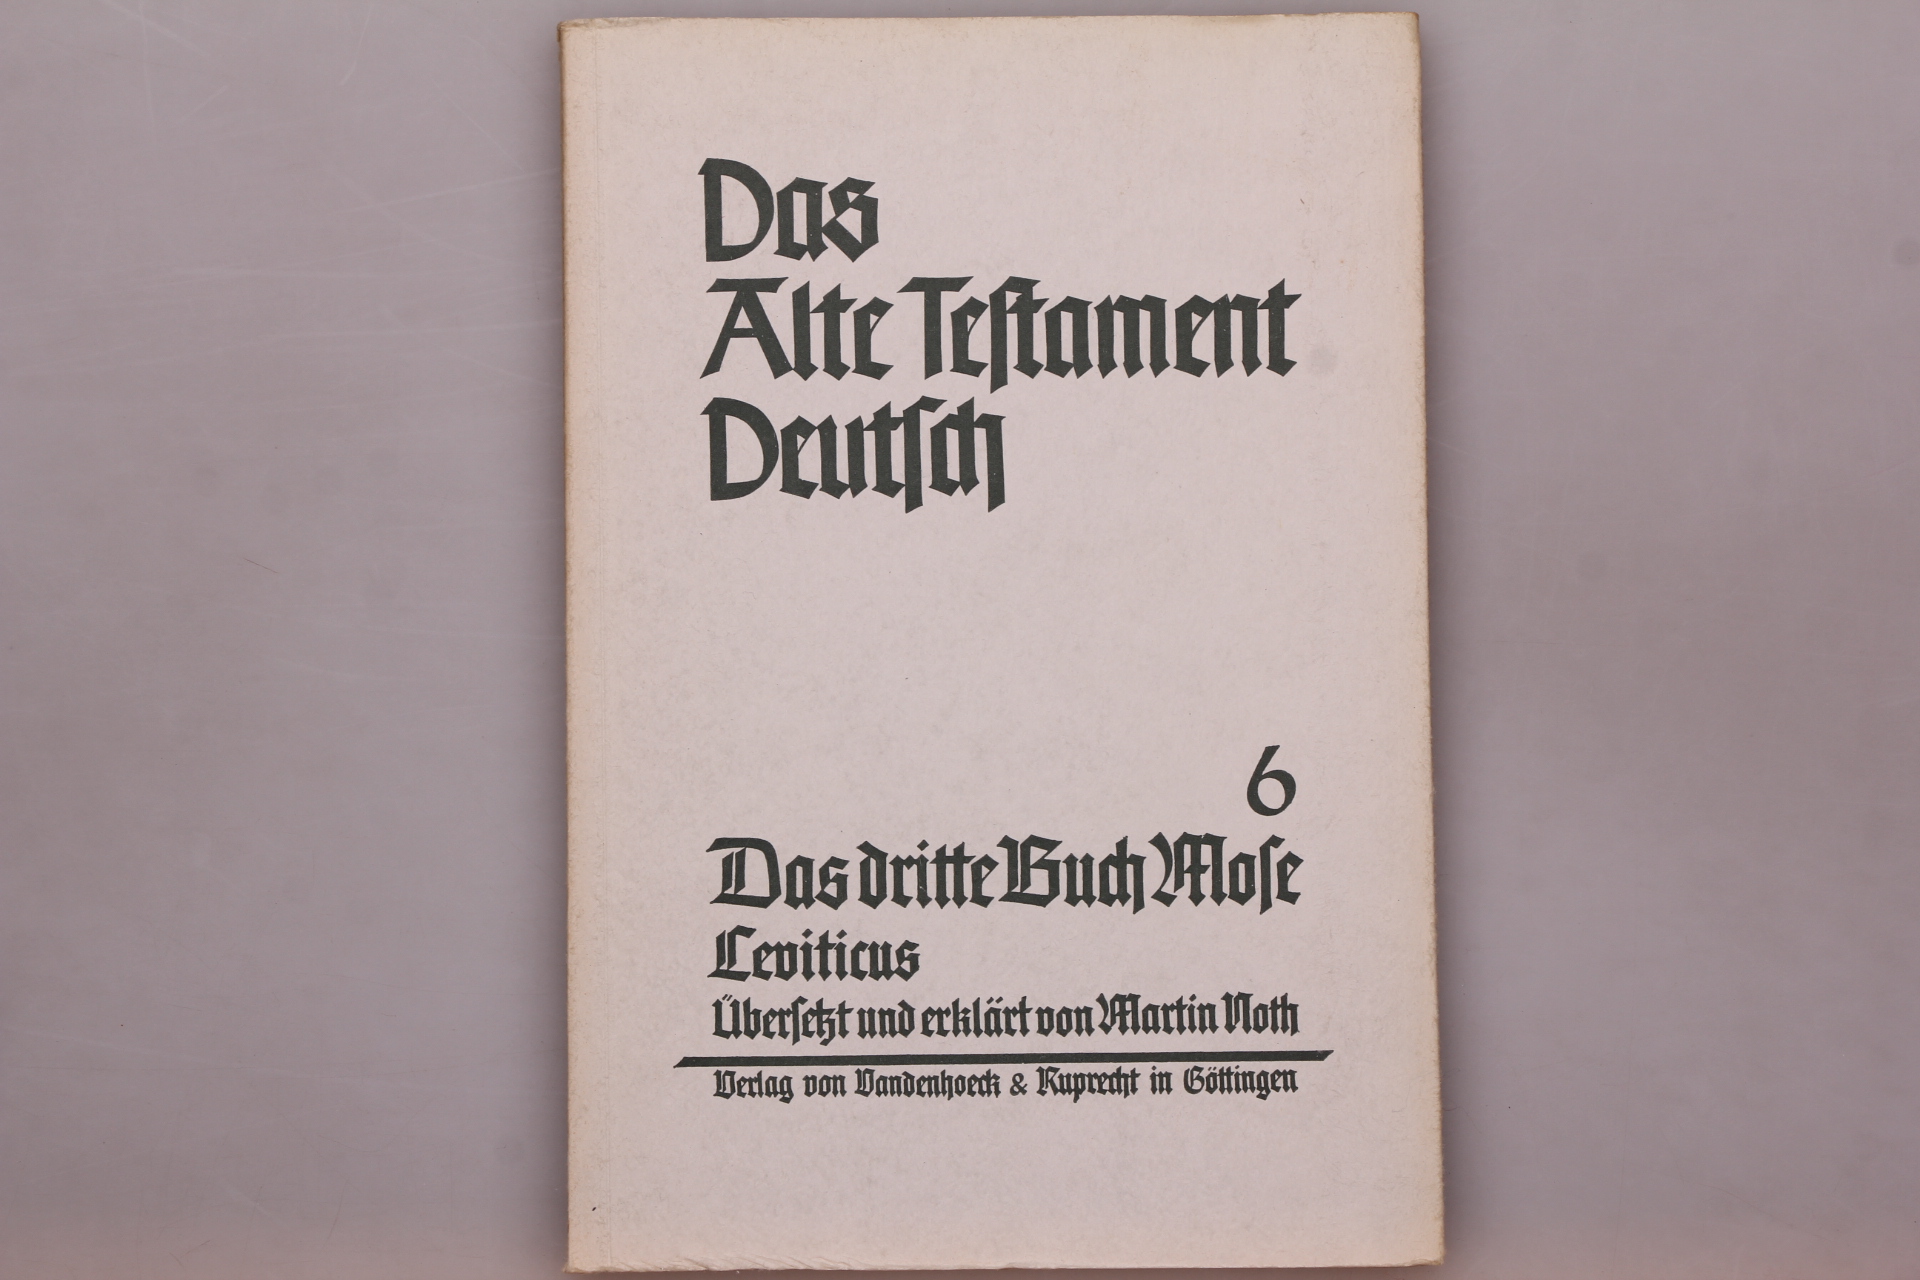 Das
Alte Testament
Deutsch
6
Das dritte Buch Mose
Leviticus
Übersetzt und erklärt von Martin Noth
Verlag von Vandenhoeck & Ruprecht in Göttingen